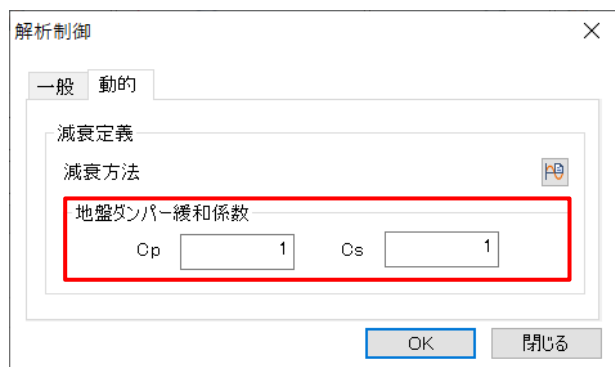 解析制御
一般 動的
減衰定義
減衰方法
地盤ダンパー緩和係数
Cp 1 Cs 1
OK 閉じる